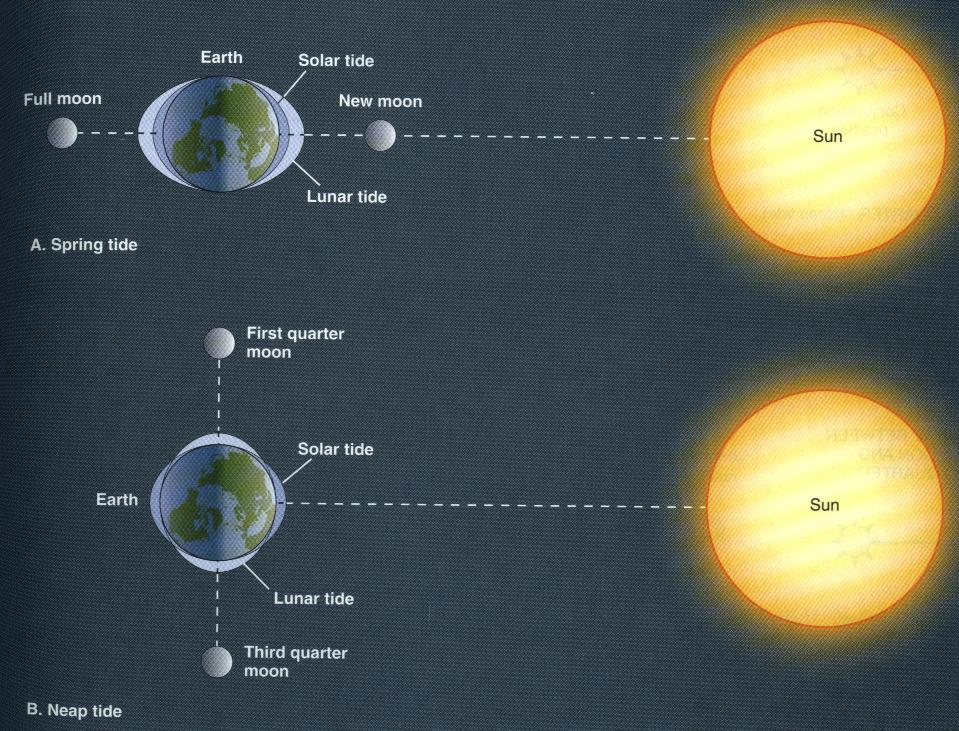 Earth
Solar tide
Full moon
New moon
Sun
Lunar tide
A. Spring tide
First quarter
moon
Solar tide
Earth
Sun
Lunar tide
Third quarter
moon
B. Neap tide